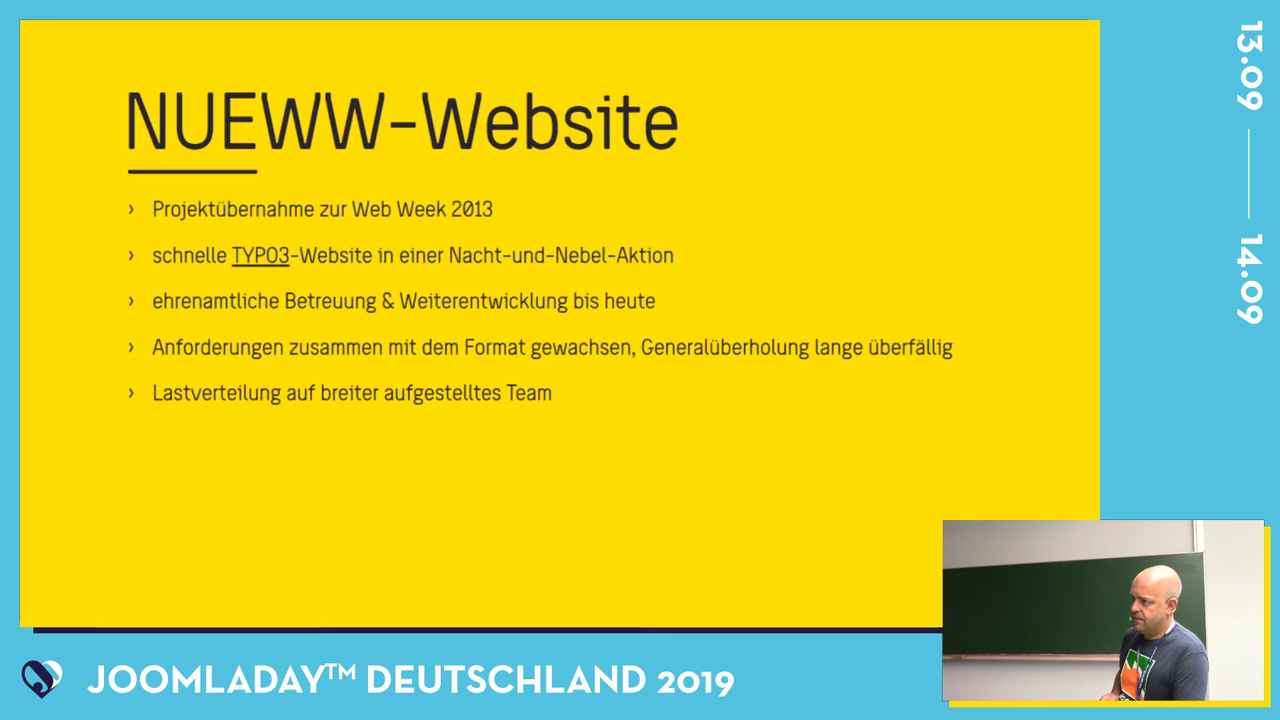 NUEWW-Website
› Projektübernahme zur Web Week 2013
› schnelle TYPO3-Website in einer Nacht-und-Nebel-Aktion
› ehrenamtliche Betreuung & Weiterentwicklung bis heute
› Anforderungen zusammen mit dem Format gewachsen, Generalüberholung lange überfällig
› Lastverteilung auf breiter aufgestelltes Team
13.09
14.09
JOOMLADAY™ DEUTSCHLAND 2019